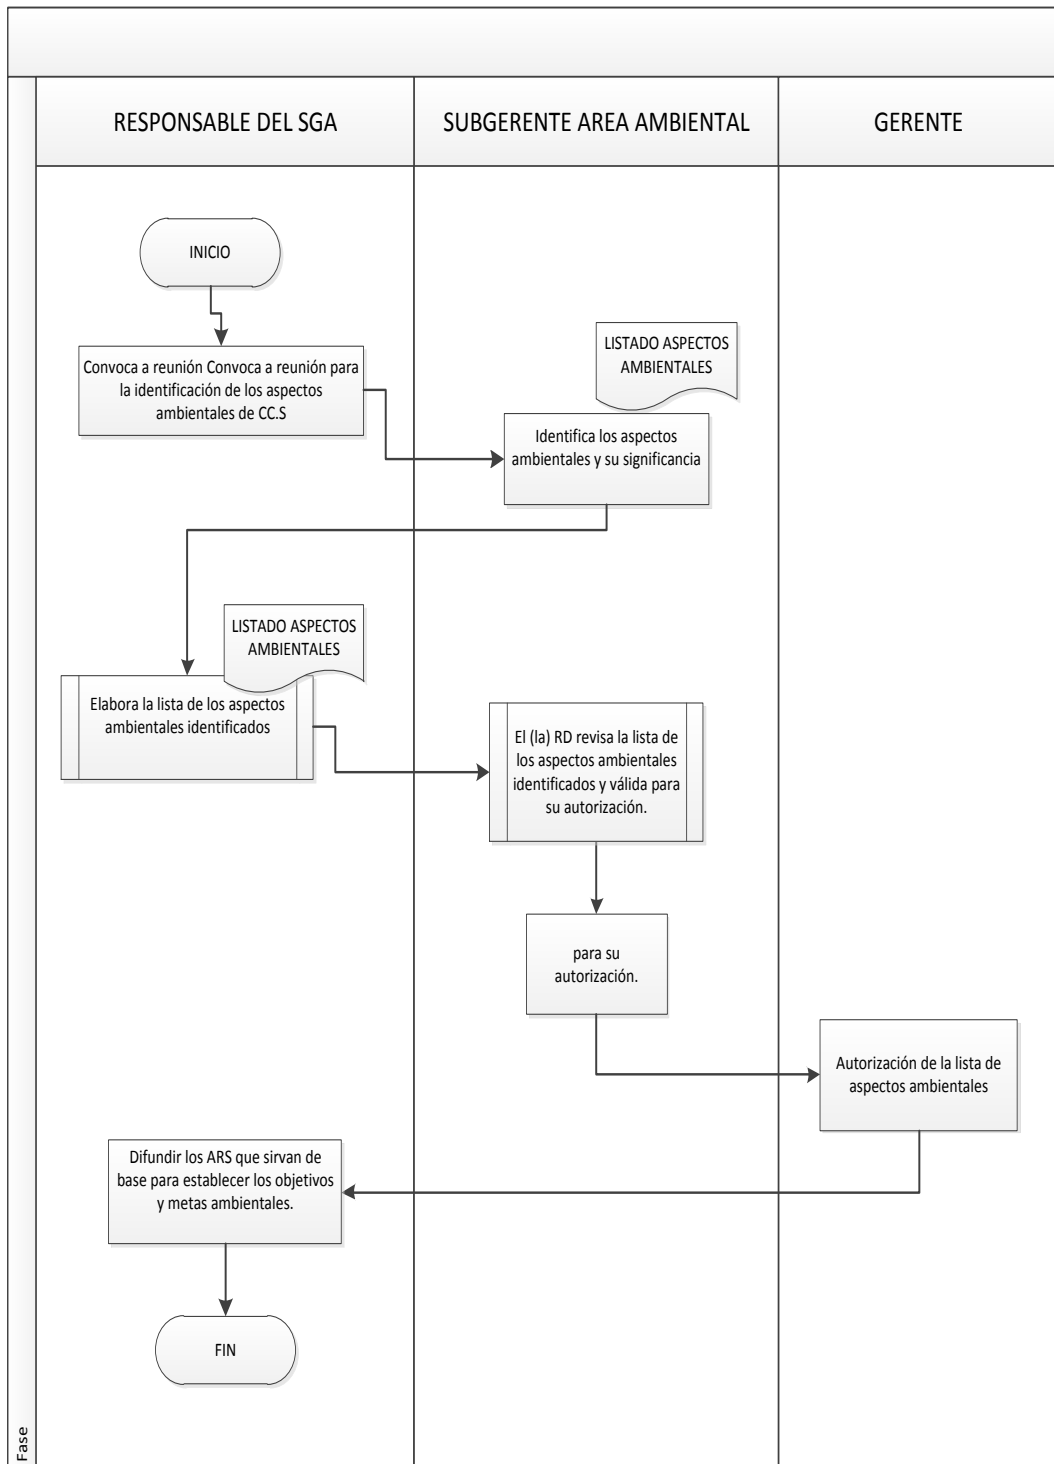 RESPONSABLE DEL SGA
SUBGERENTE AREA AMBIENTAL
GERENTE
INICIO
Convoca a reunión Convoca a reunión para
la identificación de los aspectos
ambientales de CC.S
LISTADO ASPECTOS
AMBIENTALES
Identifica los aspectos
ambientales y su significancia
LISTADO ASPECTOS
AMBIENTALES
Elabora la lista de los aspectos
ambientales identificados
El (la) RD revisa la lista de
los aspectos ambientales
identificados y válida para
su autorización.
para su
autorización.
Autorización de la lista de
aspectos ambientales
Difundir los ARS que sirvan de
base para establecer los objetivos
y metas ambientales.
FIN
Fase